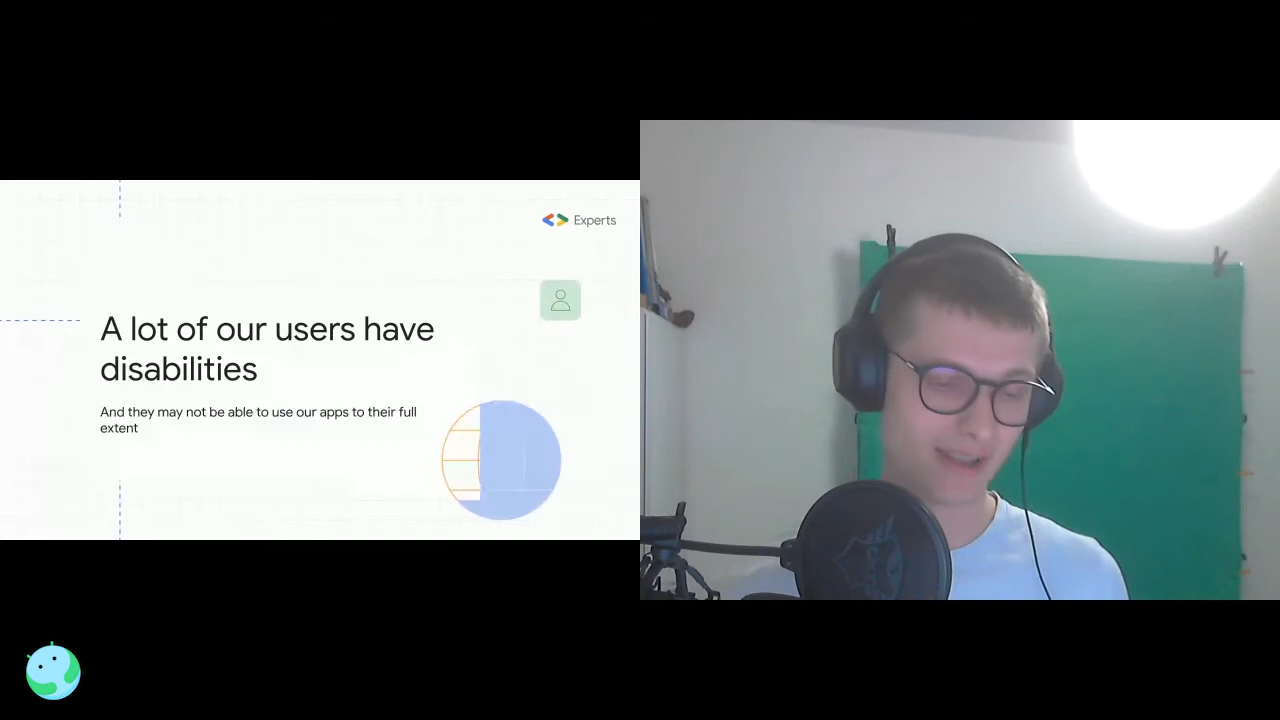 Experts
A lot of our users have
disabilities
And they may not be able to use our apps to their full
extent